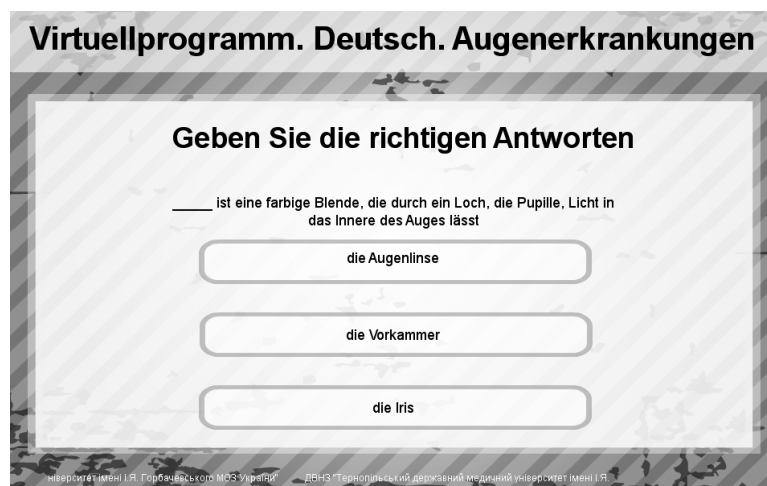 Virtuellprogramm. Deutsch. Augenerkrankungen
Geben Sie die richtigen Antworten
_____ ist eine farbige Blende, die durch ein Loch, die Pupille, Licht in
das Innere des Auges lässt
die Augenlinse
die Vorkammer
die Iris
ніверситет імені І.Я. Горбачевського МОЗ України" ДВНЗ "Тернопільський державний медичний університет імені І.Я.